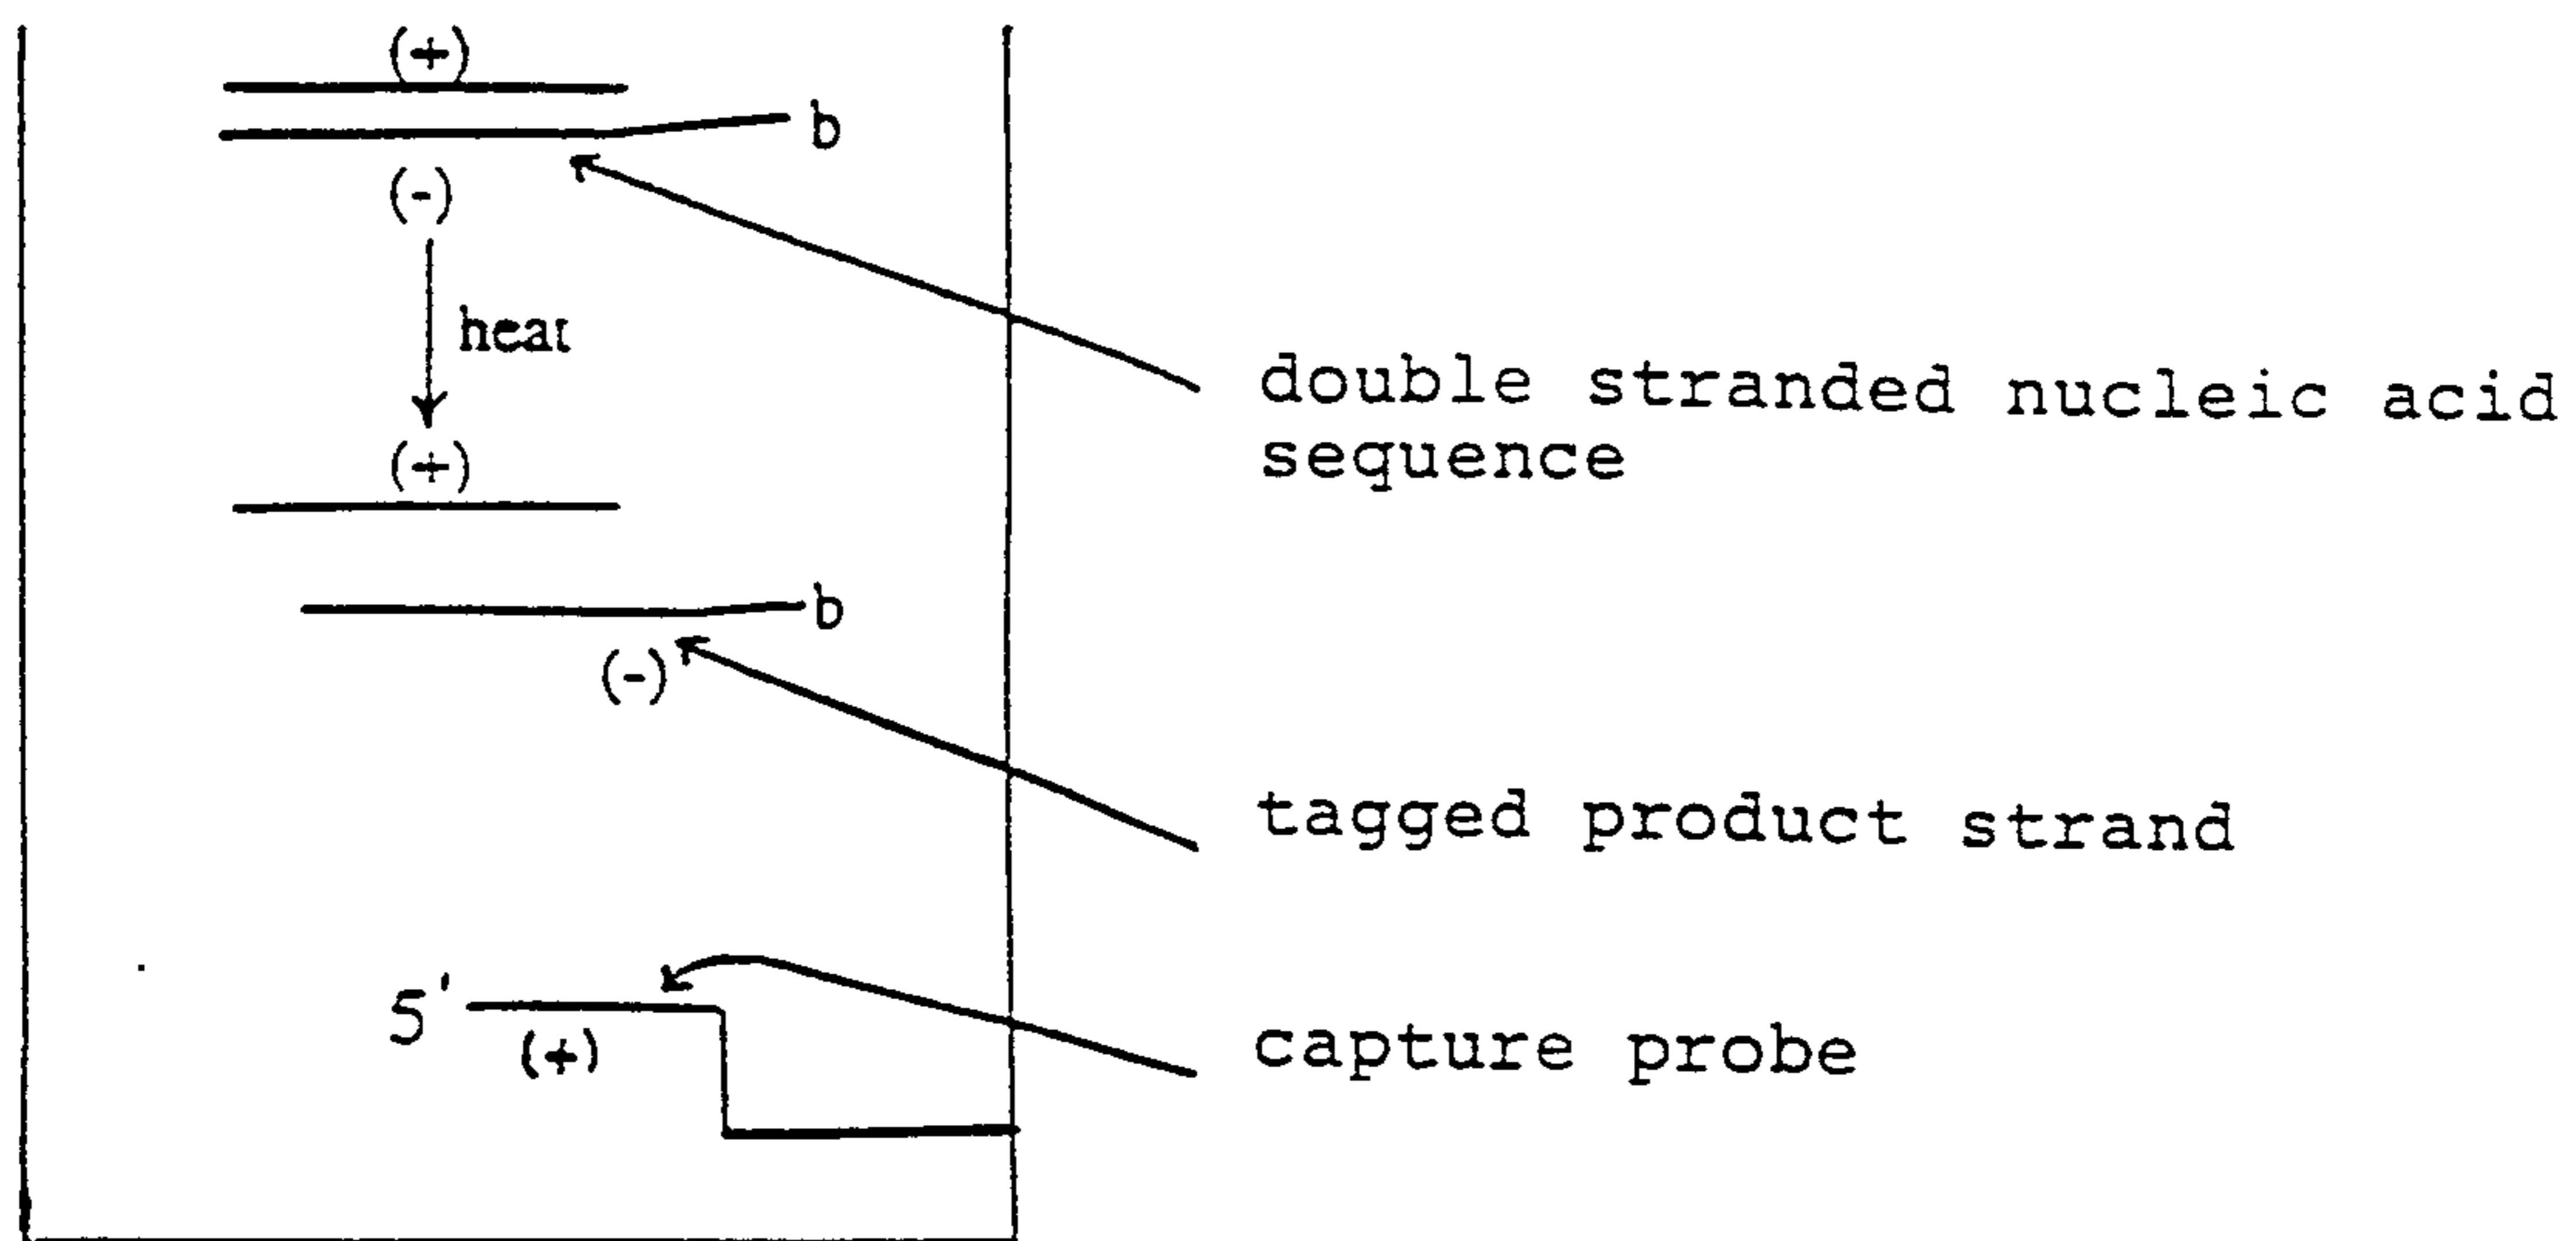 (+)
b
(-)
heat
double stranded nucleic acid
sequence
(+)
b
(-)
tagged product strand
5'
(+)
capture probe